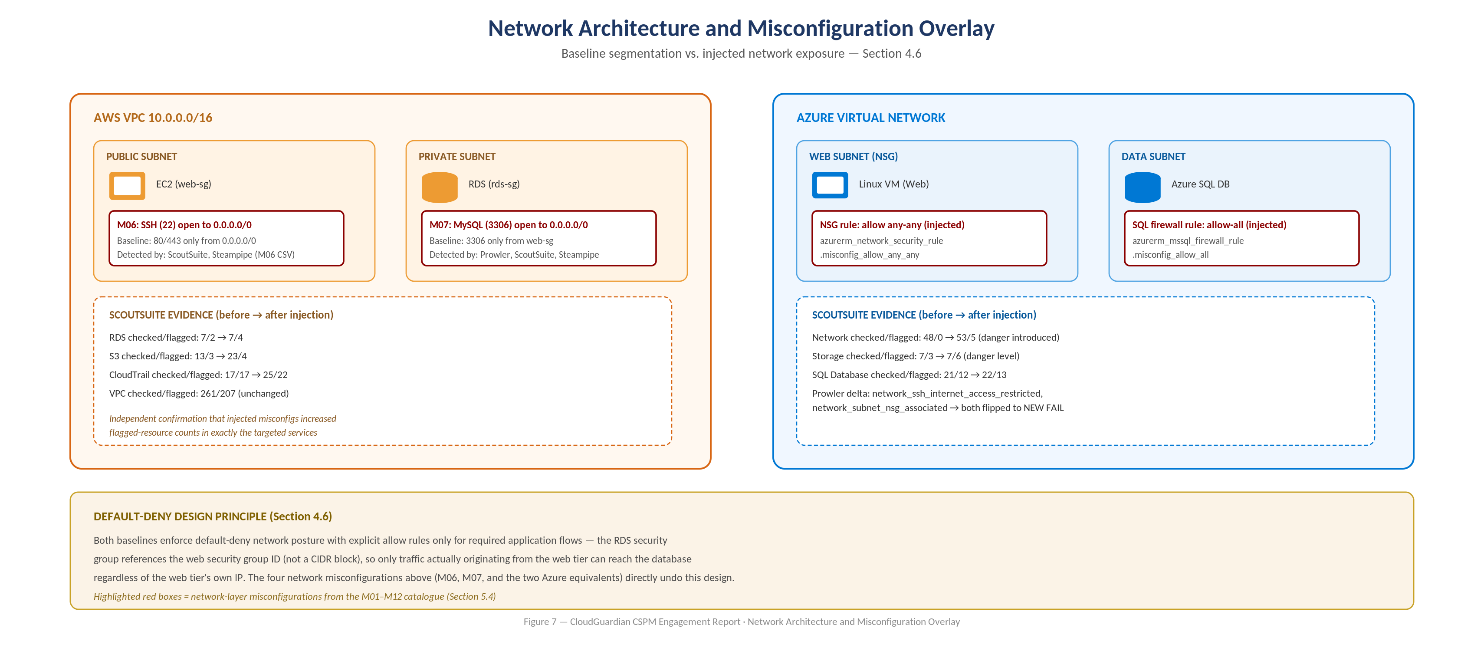 Network Architecture and Misconfiguration Overlay
Baseline segmentation vs. injected network exposure — Section 4.6
AWS VPC 10.0.0.0/16
PUBLIC SUBNET
EC2 (web-sg)
M06: SSH (22) open to 0.0.0.0/0
Baseline: 80/443 only from 0.0.0.0/0
Detected by: ScoutSuite, Steampipe (M06 CSV)
PRIVATE SUBNET
RDS (rds-sg)
M07: MySQL (3306) open to 0.0.0.0/0
Baseline: 3306 only from web-sg
Detected by: Prowler, ScoutSuite, Steampipe
SCOUTSUITE EVIDENCE (before → after injection)
RDS checked/flagged: 7/2 → 7/4
S3 checked/flagged: 13/3 → 23/4
CloudTrail checked/flagged: 17/17 → 25/22
VPC checked/flagged: 261/207 (unchanged)
Independent confirmation that injected misconfigs increased
flagged-resource counts in exactly the targeted services
AZURE VIRTUAL NETWORK
WEB SUBNET (NSG)
Linux VM (Web)
NSG rule: allow any-any (injected)
azurerm_network_security_rule
.misconfig_allow_any_any
DATA SUBNET
Azure SQL DB
SQL firewall rule: allow-all (injected)
azurerm_mssql_firewall_rule
.misconfig_allow_all
SCOUTSUITE EVIDENCE (before → after injection)
Network checked/flagged: 48/0 → 53/5 (danger introduced)
Storage checked/flagged: 7/3 → 7/6 (danger level)
SQL Database checked/flagged: 21/12 → 22/13
Prowler delta: network_ssh_internet_access_restricted,
network_subnet_nsg_associated → both flipped to NEW FAIL
DEFAULT-DENY DESIGN PRINCIPLE (Section 4.6)
Both baselines enforce default-deny network posture with explicit allow rules only for required application flows — the RDS security
group references the web security group ID (not a CIDR block), so only traffic actually originating from the web tier can reach the database
regardless of the web tier's own IP. The four network misconfigurations above (M06, M07, and the two Azure equivalents) directly undo this design.
Highlighted red boxes = network-layer misconfigurations from the M01–M12 catalogue (Section 5.4)
Figure 7 — CloudGuardian CSPM Engagement Report · Network Architecture and Misconfiguration Overlay